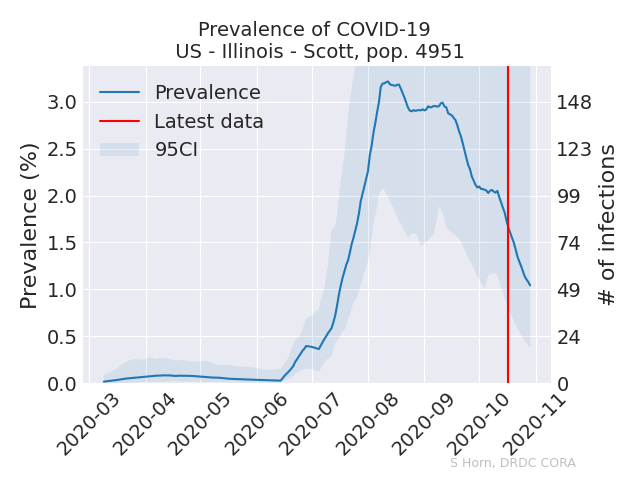 Prevalence of COVID-19
US - Illinois - Scott, pop. 4951
Prevalence
Latest data
95CI
Prevalence (%)
3.0
2.5
2.0
1.5
1.0
0.5
0.0
148
123
99
74
49
24
0
# of infections
2020-03
2020-04
2020-05
2020-06
2020-07
2020-08
2020-09
2020-10
2020-11
S Horn, DRDC CORA